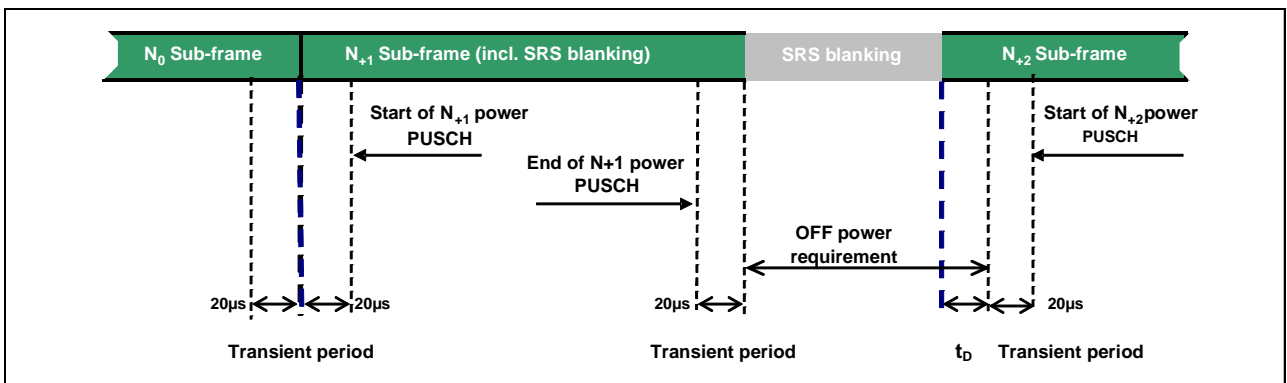 N0 Sub-frame
N+1 Sub-frame (incl. SRS blanking)
SRS blanking
N+2 Sub-frame
Start of N+1 power
PUSCH
Start of N+2power
PUSCH
End of N+1 power
PUSCH
OFF power
requirement
20µs
20µs
20µs
20µs
Transient period
Transient period
tD
Transient period